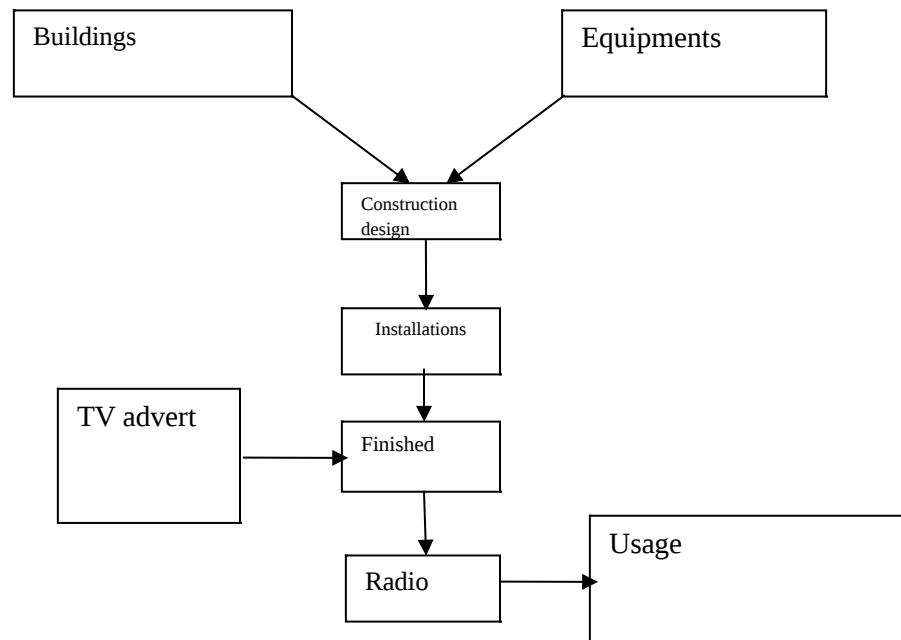 Buildings
Equipments
Construction
design
Installations
TV advert
Finished
Usage
Radio